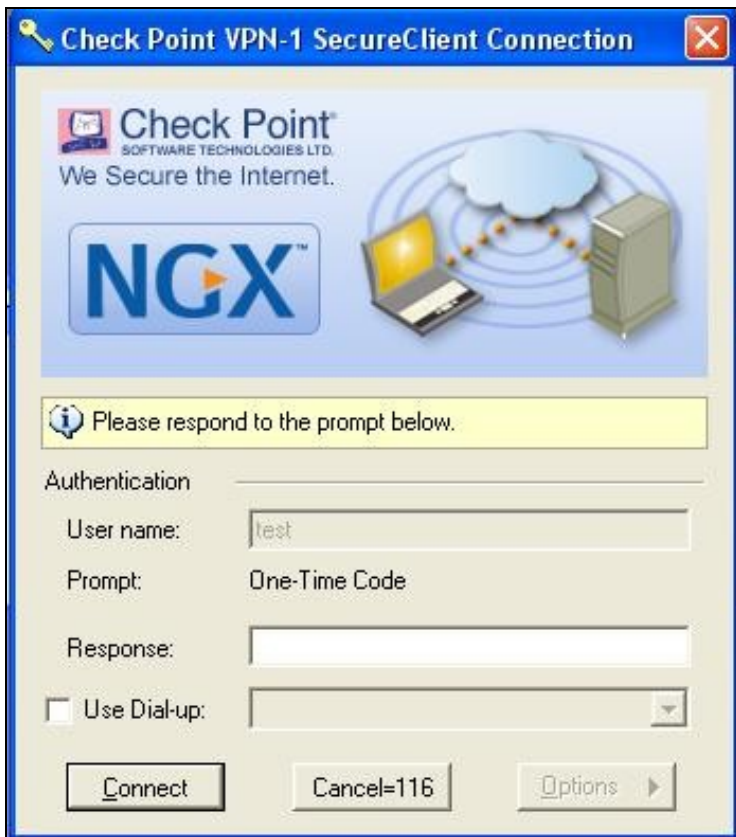 Check Point VPN-1 SecureClient Connection
Check Point®
SOFTWARE TECHNOLOGIES LTD.
We Secure the Internet.
NGX™
Please respond to the prompt below.
Authentication
User name: test
Prompt: One-Time Code
Response:
Use Dial-up:
Connect Cancel=116 Options